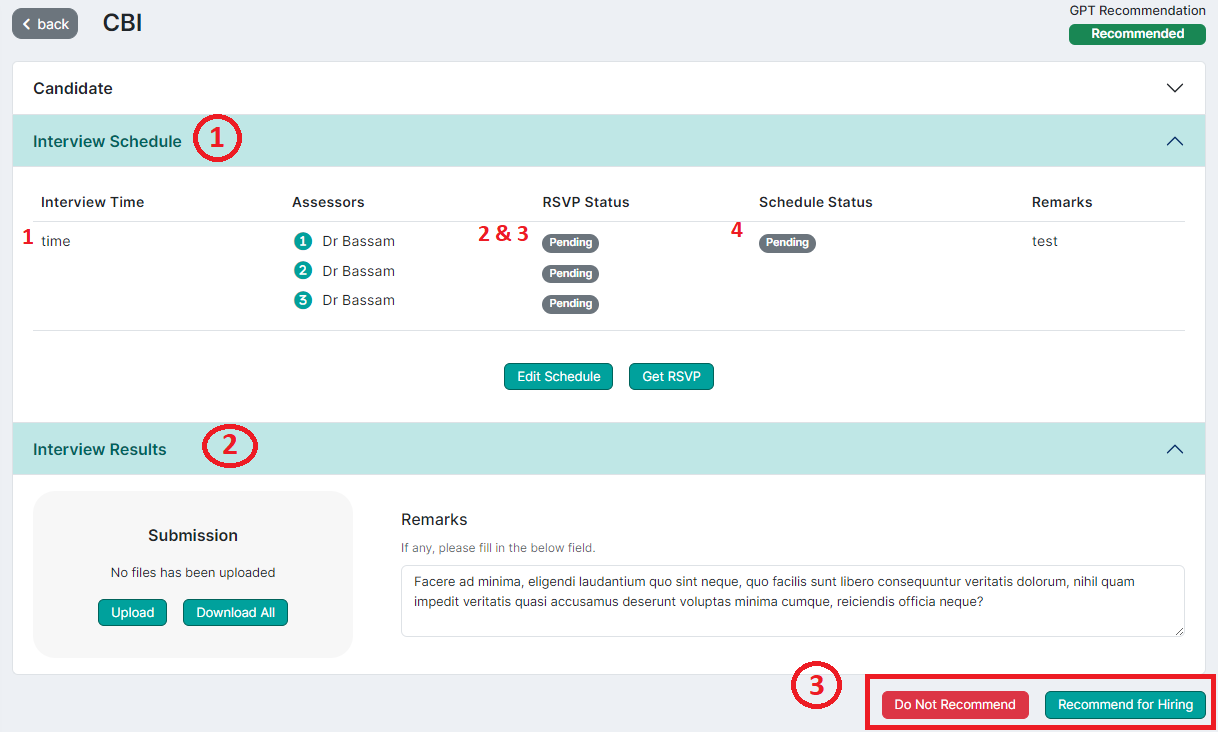 back
CBI
GPT Recommendation
Recommended
Candidate
Interview Schedule 1
Interview Time Assessors RSVP Status Schedule Status Remarks
1 time 1 Dr Bassam 2 & 3 Pending 4 Pending test
2 Dr Bassam Pending
3 Dr Bassam Pending
Edit Schedule Get RSVP
Interview Results 2
Submission
No files has been uploaded
Upload Download All
Remarks
If any, please fill in the below field.
Facere ad minima, eligendi laudantium quo sint neque, quo facilis sunt libero consequuntur veritatis dolorum, nihil quam
impedit veritatis quasi accusamus deserunt voluptas minima cumque, reiciendis officia neque?
3 Do Not Recommend Recommend for Hiring